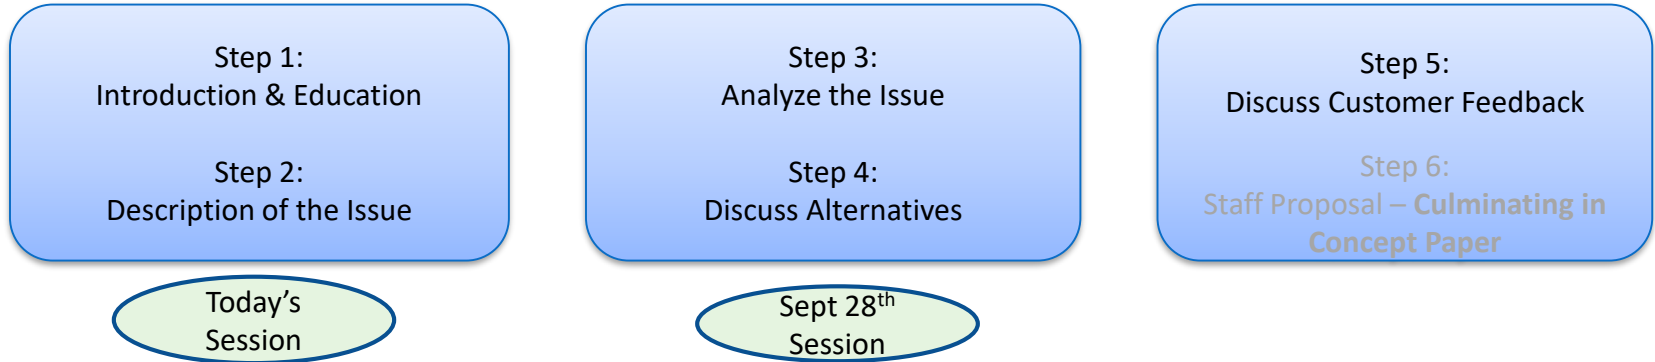 Step 1:
Introduction & Education
Step 2:
Description of the Issue
Today's
Session
Step 3:
Analyze the Issue
Step 4:
Discuss Alternatives
Sept 28th
Session
Step 5:
Discuss Customer Feedback
Step 6:
Staff Proposal – Culminating in
Concept Paper